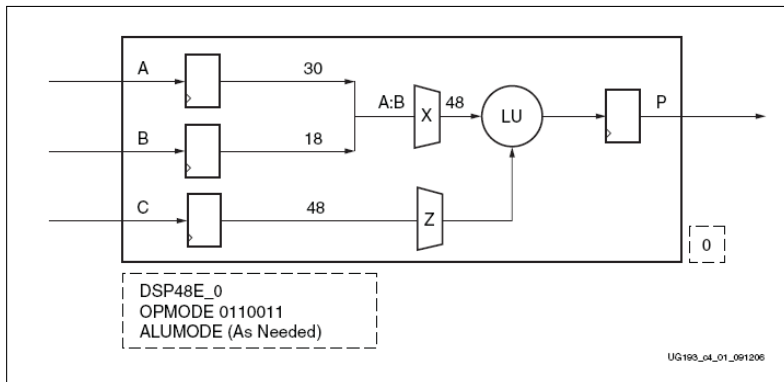 A
30
A:B
X
48
LU
P
B
18
C
48
Z
0
DSP48E_0
OPMODE 0110011
ALUMODE (As Needed)
UG193_c4_01_091206